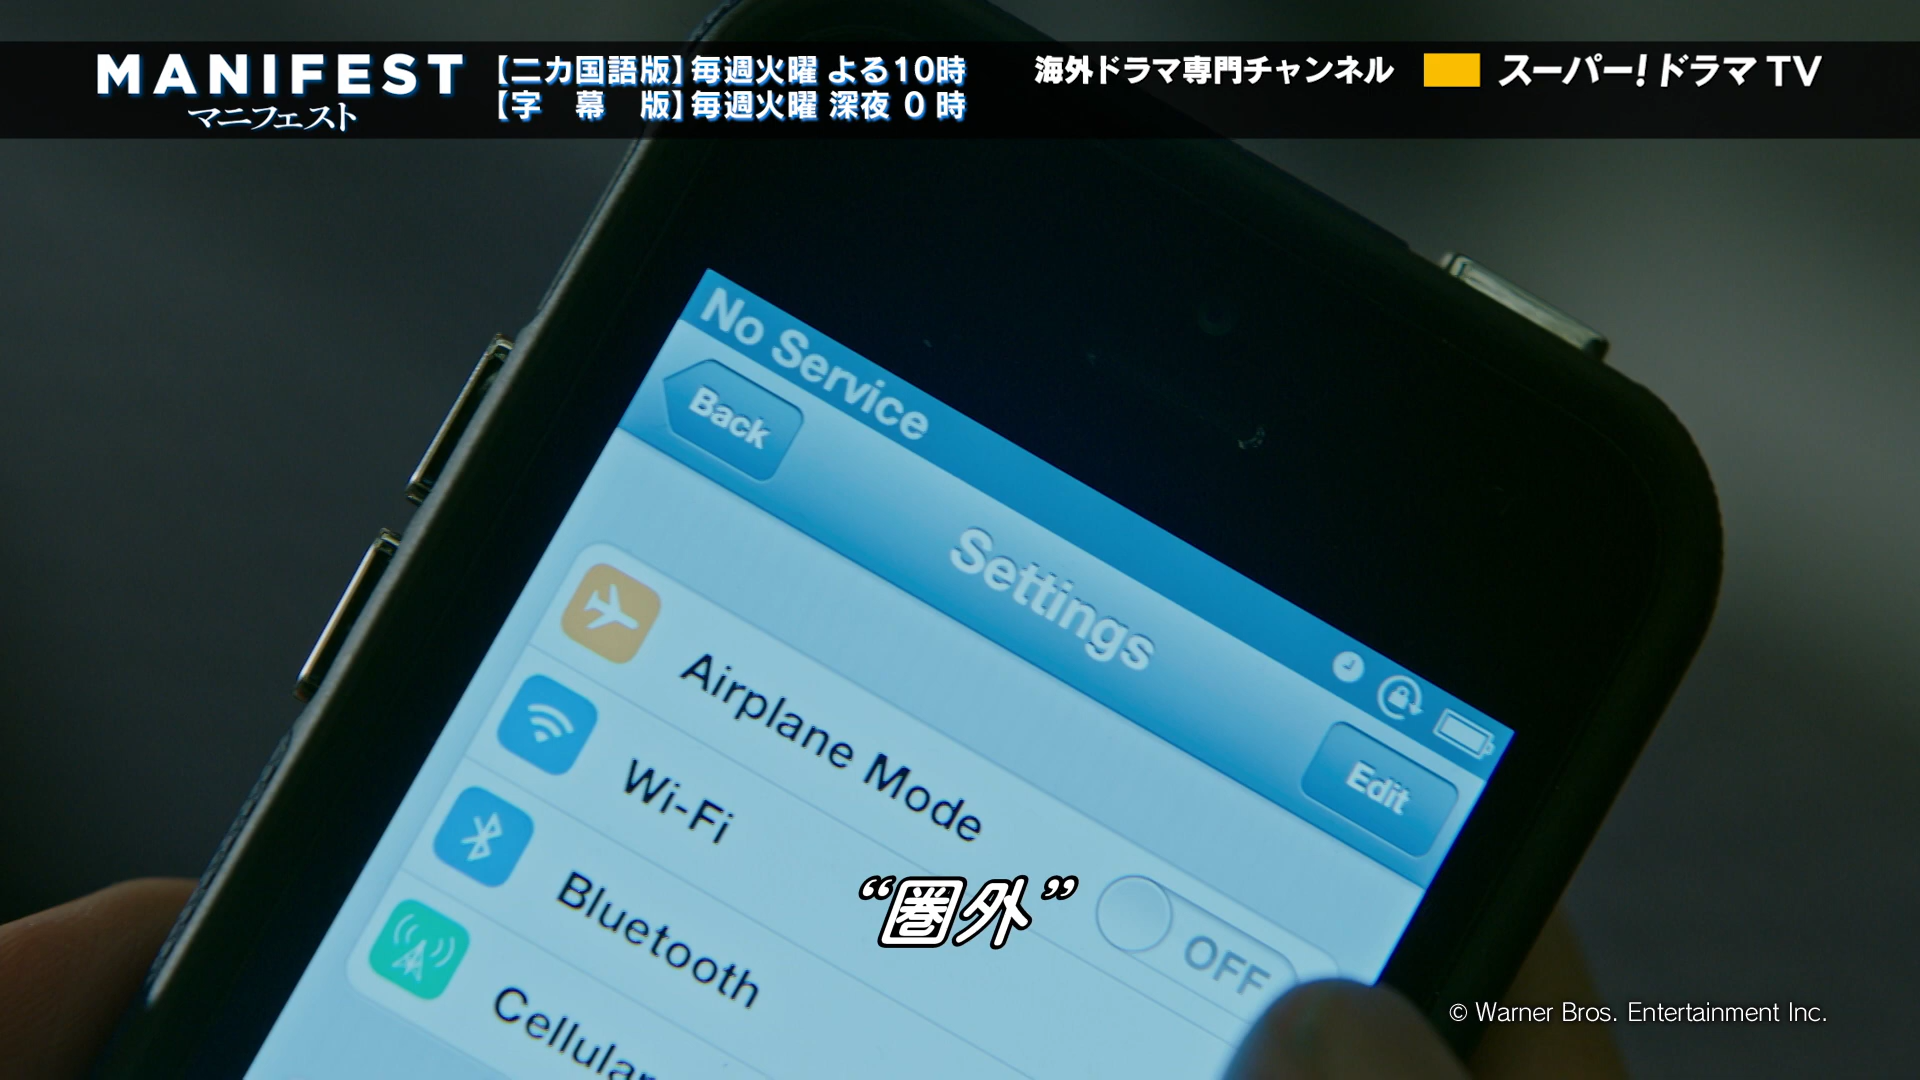 MANIFEST
マニフェスト
【二カ国語版】毎週火曜 よる10時
【字 幕 版】毎週火曜 深夜 0 時
海外ドラマ専門チャンネル
スーパー!ドラマTV
No Service
Back
Settings
Edit
Airplane Mode
OFF
Wi-Fi
Bluetooth
Cellular
“圏外”
© Warner Bros. Entertainment Inc.